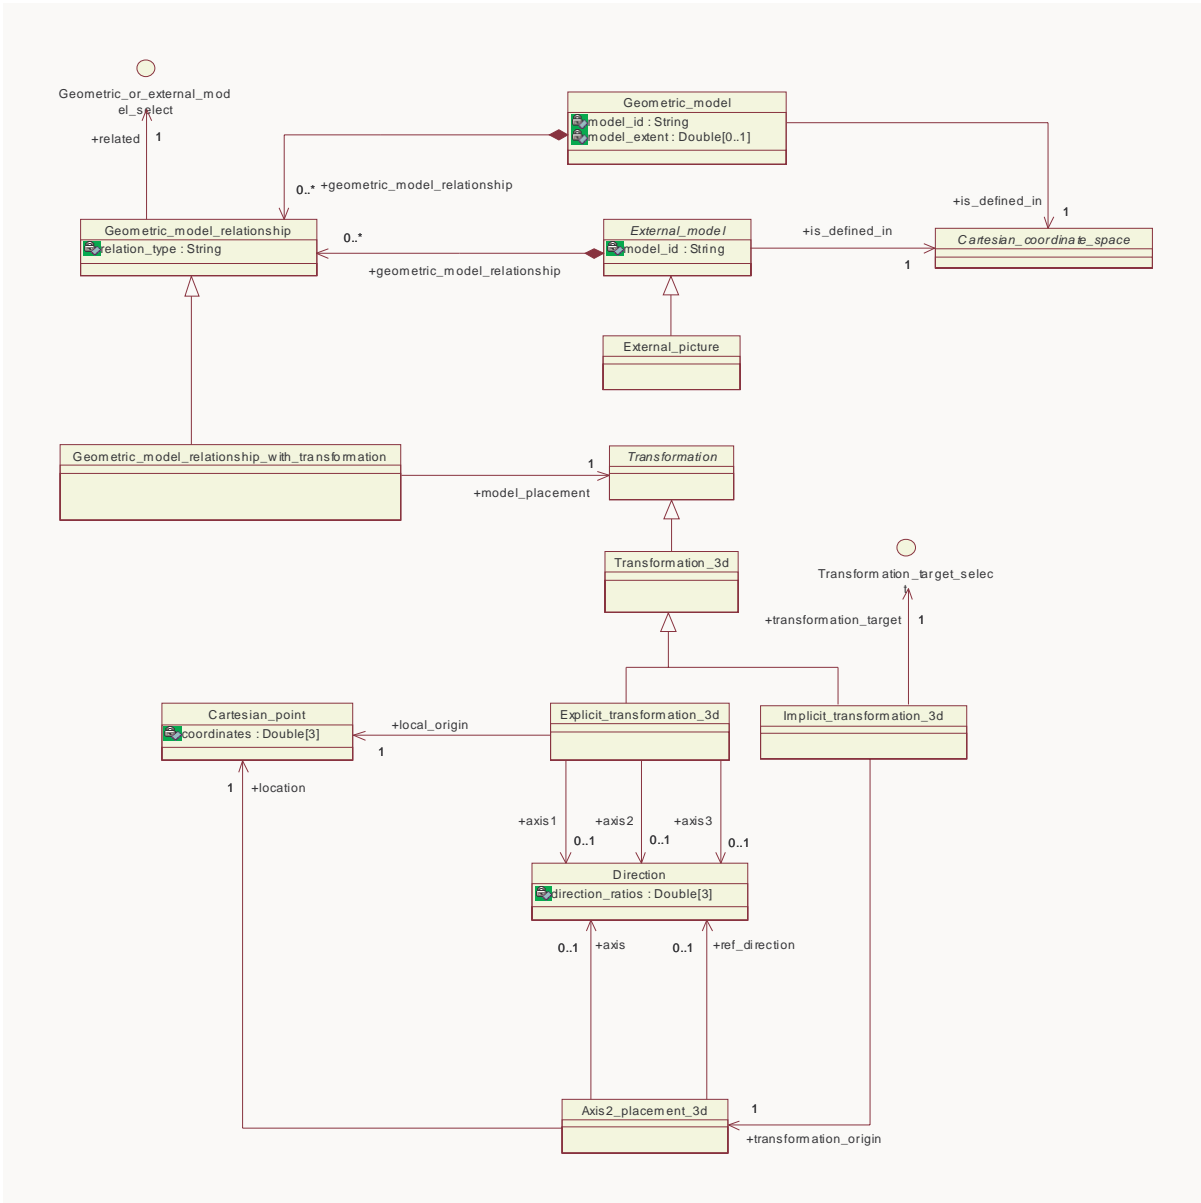 Geometric_or_external_mod
el_select
+related
1
Geometric_model
model_id : String
model_extent : Double[0..1]
0..*
+geometric_model_relationship
+is_defined_in
1
Geometric_model_relationship
relation_type : String
0..*
+geometric_model_relationship
External_model
model_id : String
+is_defined_in
1
Cartesian_coordinate_space
External_picture
Geometric_model_relationship_with_transformation
1
+model_placement
Transformation
Transformation_3d
Transformation_target_selec
t
+transformation_target
1
Cartesian_point
coordinates : Double[3]
+local_origin
1
Explicit_transformation_3d
Implicit_transformation_3d
1
+location
+axis1
0..1
+axis2
0..1
+axis3
0..1
Direction
direction_ratios : Double[3]
0..1
+axis
0..1
+ref_direction
Axis2_placement_3d
1
+transformation_origin